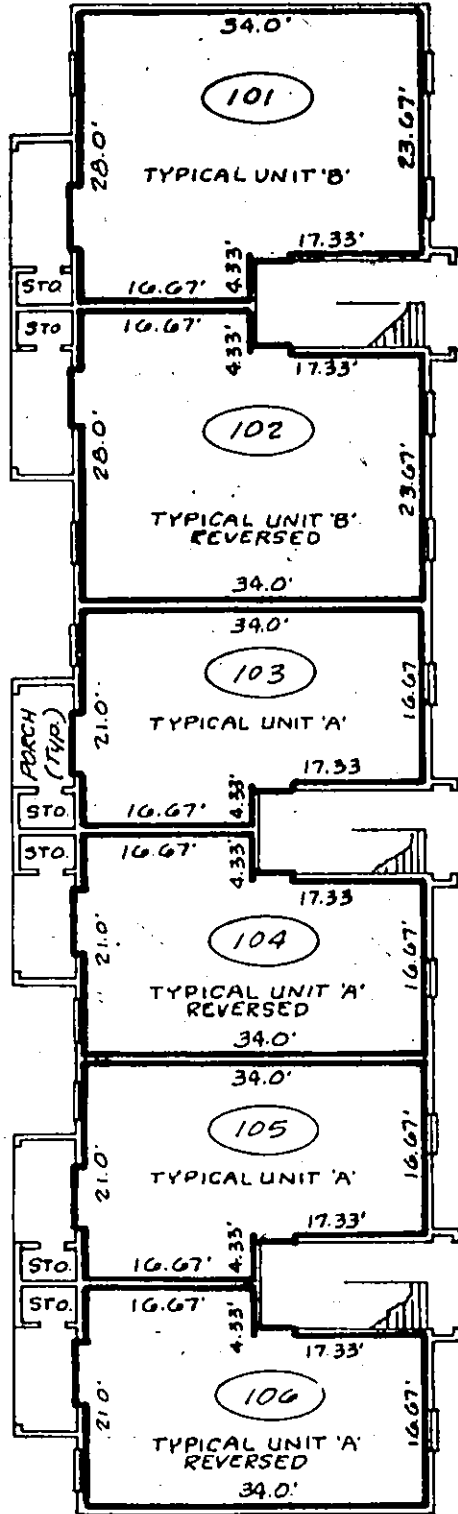 34.0'
101
28.0'
23.67'
TYPICAL UNIT 'B'
17.33'
4.33'
16.67'
STO.
STO
16.67'
4.33'
17.33'
102
28.0'
23.67'
TYPICAL UNIT 'B'
REVERSED
34.0'
34.0'
103
21.0'
16.67
TYPICAL UNIT 'A'
PORCH
(TYP.)
17.33
4.33'
16.67'
STO.
STO.
16.67'
4.33'
17.33
104
21.0'
16.67'
TYPICAL UNIT 'A'
REVERSED
34.0'
34.0'
105
21.0'
16.67'
TYPICAL UNIT 'A'
17.33'
4.33'
16.67'
STO.
STO.
16.67'
4.33'
17.33'
106
21.0'
16.67'
TYPICAL UNIT 'A'
REVERSED
34.0'